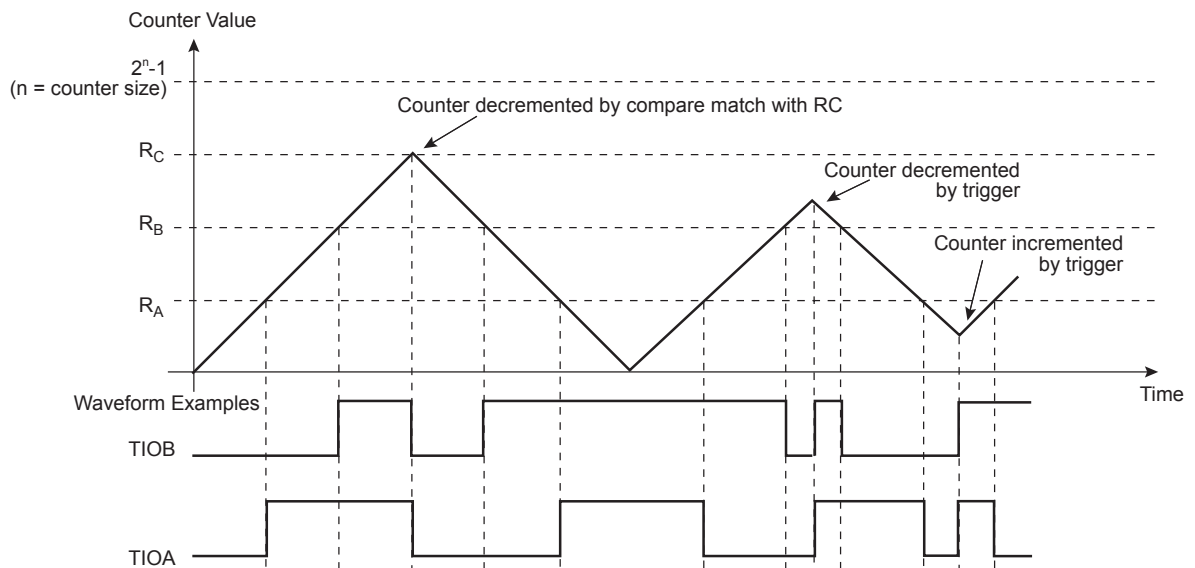 Counter Value
2ⁿ-1
(n = counter size)
Counter decremented by compare match with RC
R_C
Counter decremented
by trigger
R_B
Counter incremented
by trigger
R_A
Time
Waveform Examples
TIOB
TIOA